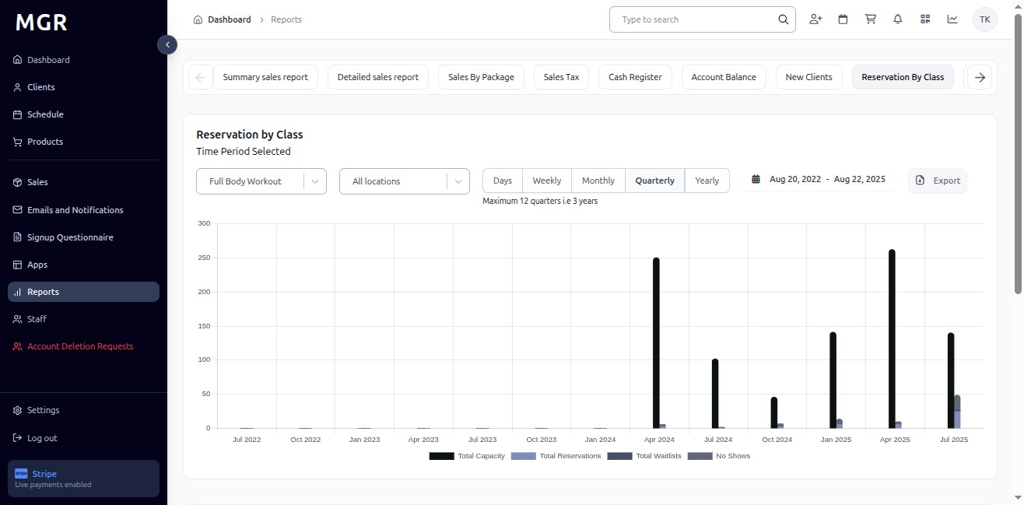 MGR
Dashboard
Clients
Schedule
Products
Sales
Emails and Notifications
Signup Questionnaire
Apps
Reports
Staff
Account Deletion Requests
Settings
Log out
stripe Stripe
Live payments enabled
Dashboard > Reports
Type to search
TK
Summary sales report Detailed sales report Sales By Package Sales Tax Cash Register Account Balance New Clients Reservation By Class
Reservation by Class
Time Period Selected
Full Body Workout All locations Days Weekly Monthly Quarterly Yearly Aug 20, 2022 - Aug 22, 2025 Export
Maximum 12 quarters i.e 3 years
300
250
200
150
100
50
0
Jul 2022 Oct 2022 Jan 2023 Apr 2023 Jul 2023 Oct 2023 Jan 2024 Apr 2024 Jul 2024 Oct 2024 Jan 2025 Apr 2025 Jul 2025
Total Capacity Total Reservations Total Waitlists No Shows